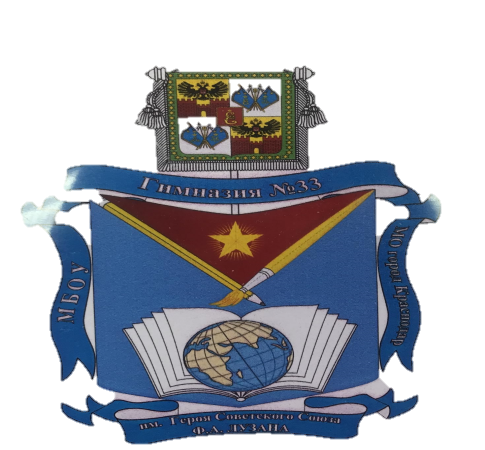 Гимназия №33
МБОУ
МО город Краснодар
им. Героя Советского Союза
Ф.А. ЛУЗАНА